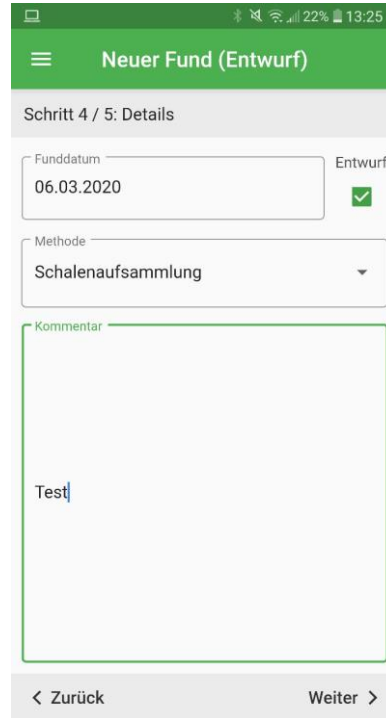 22% 13:25
Neuer Fund (Entwurf)
Schritt 4 / 5: Details
Funddatum
Entwurf
06.03.2020
Methode
Schalenaufsammlung
Kommentar
Test
Zurück
Weiter